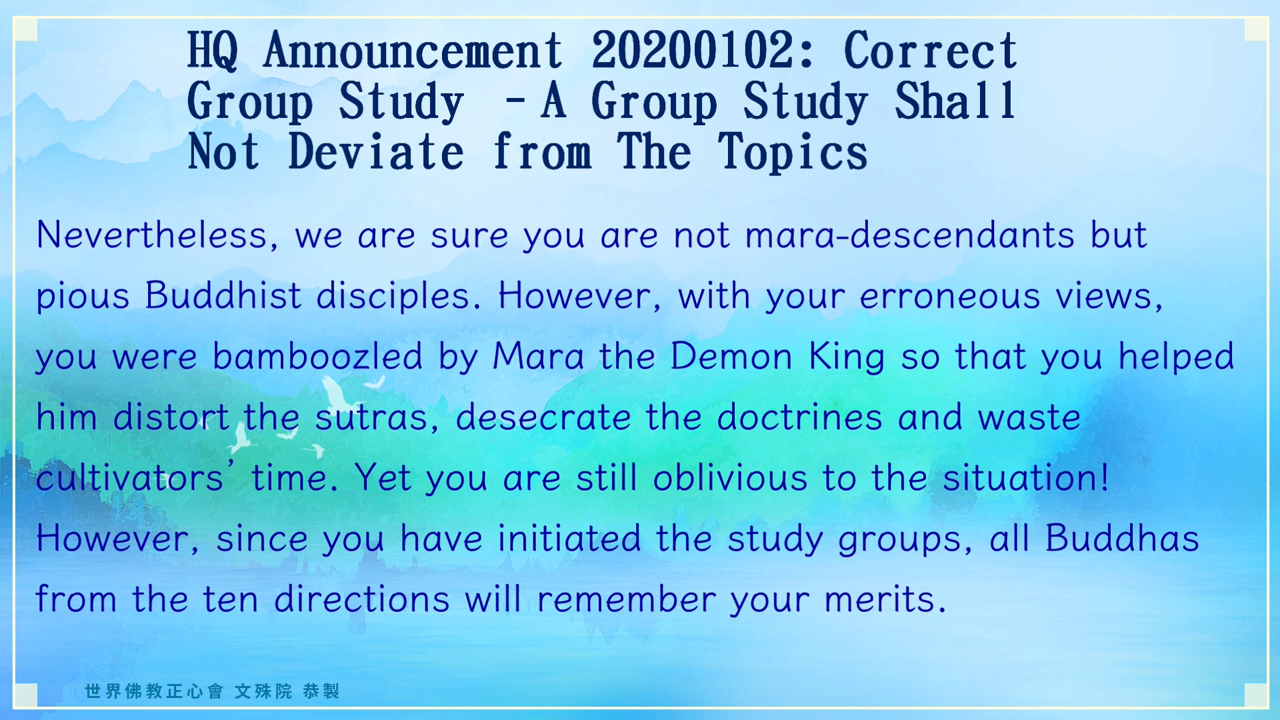 HQ Announcement 20200102: Correct
Group Study －A Group Study Shall
Not Deviate from The Topics
Nevertheless, we are sure you are not mara-descendants but
pious Buddhist disciples. However, with your erroneous views,
you were bamboozled by Mara the Demon King so that you helped
him distort the sutras, desecrate the doctrines and waste
cultivators’ time. Yet you are still oblivious to the situation!
However, since you have initiated the study groups, all Buddhas
from the ten directions will remember your merits.
世界佛教正心會 文殊院 恭製